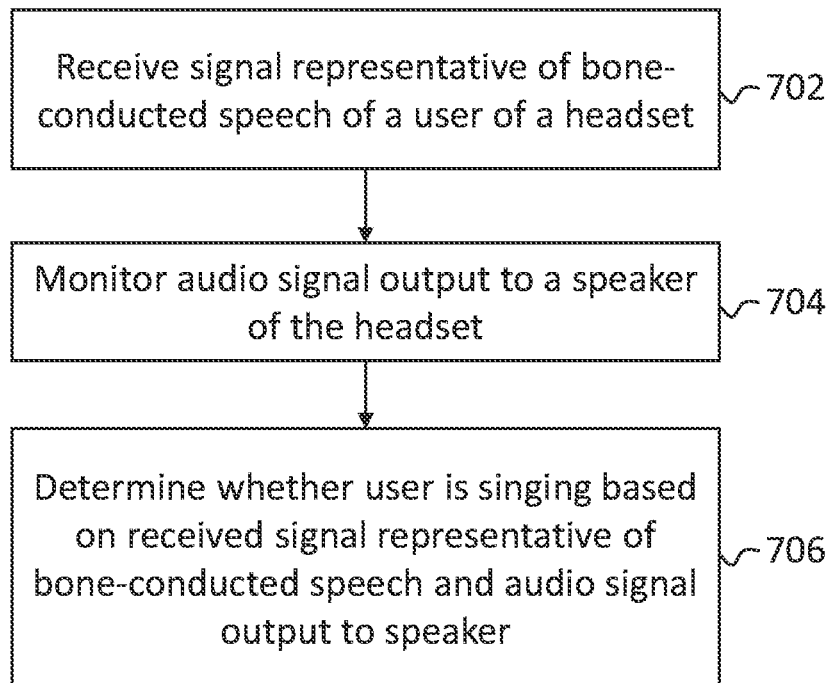 Receive signal representative of bone-
conducted speech of a user of a headset
702
Monitor audio signal output to a speaker
of the headset
704
Determine whether user is singing based
on received signal representative of
bone-conducted speech and audio signal
output to speaker
706